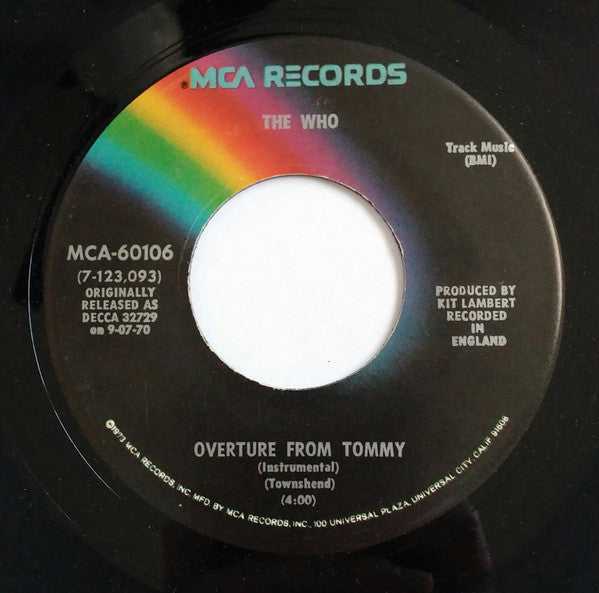 ®MCA RECORDS
THE WHO
Track Music
(BMI)
MCA-60106
(7-123,093)
ORIGINALLY
RELEASED AS
DECCA 32729
on 9-07-70
PRODUCED BY
KIT LAMBERT
RECORDED
IN
ENGLAND
OVERTURE FROM TOMMY
(Instrumental)
(Townshend)
(4:00)
©1973 MCA RECORDS, INC. MFD. BY MCA RECORDS, INC., 100 UNIVERSAL PLAZA, UNIVERSAL CITY, CALIF. 91608